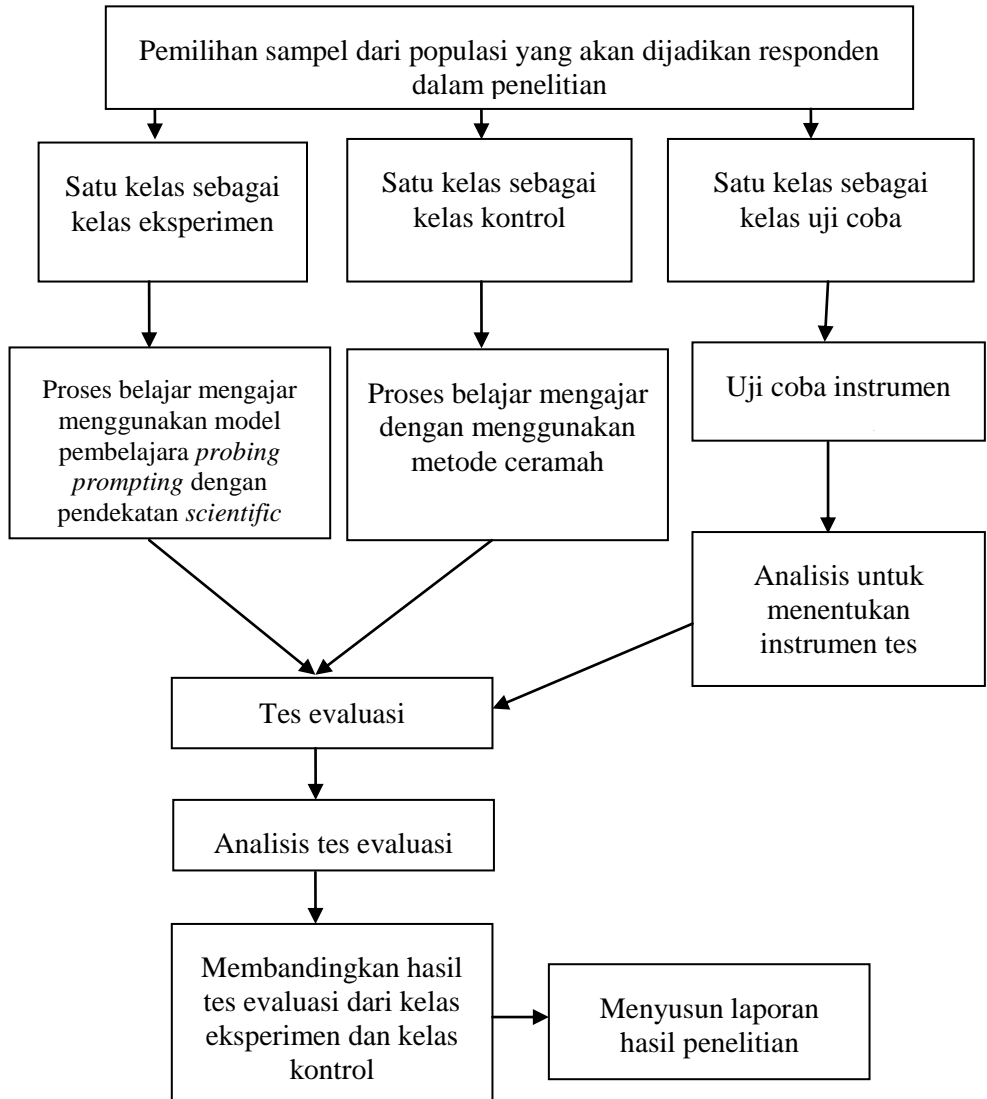 Pemilihan sampel dari populasi yang akan dijadikan responden
dalam penelitian
Satu kelas sebagai
kelas eksperimen
Satu kelas sebagai
kelas kontrol
Satu kelas sebagai
kelas uji coba
Proses belajar mengajar
menggunakan model
pembelajara probing
prompting dengan
pendekatan scientific
Proses belajar mengajar
dengan menggunakan
metode ceramah
Uji coba instrumen
Analisis untuk
menentukan
instrumen tes
Tes evaluasi
Analisis tes evaluasi
Membandingkan hasil
tes evaluasi dari kelas
eksperimen dan kelas
kontrol
Menyusun laporan
hasil penelitian